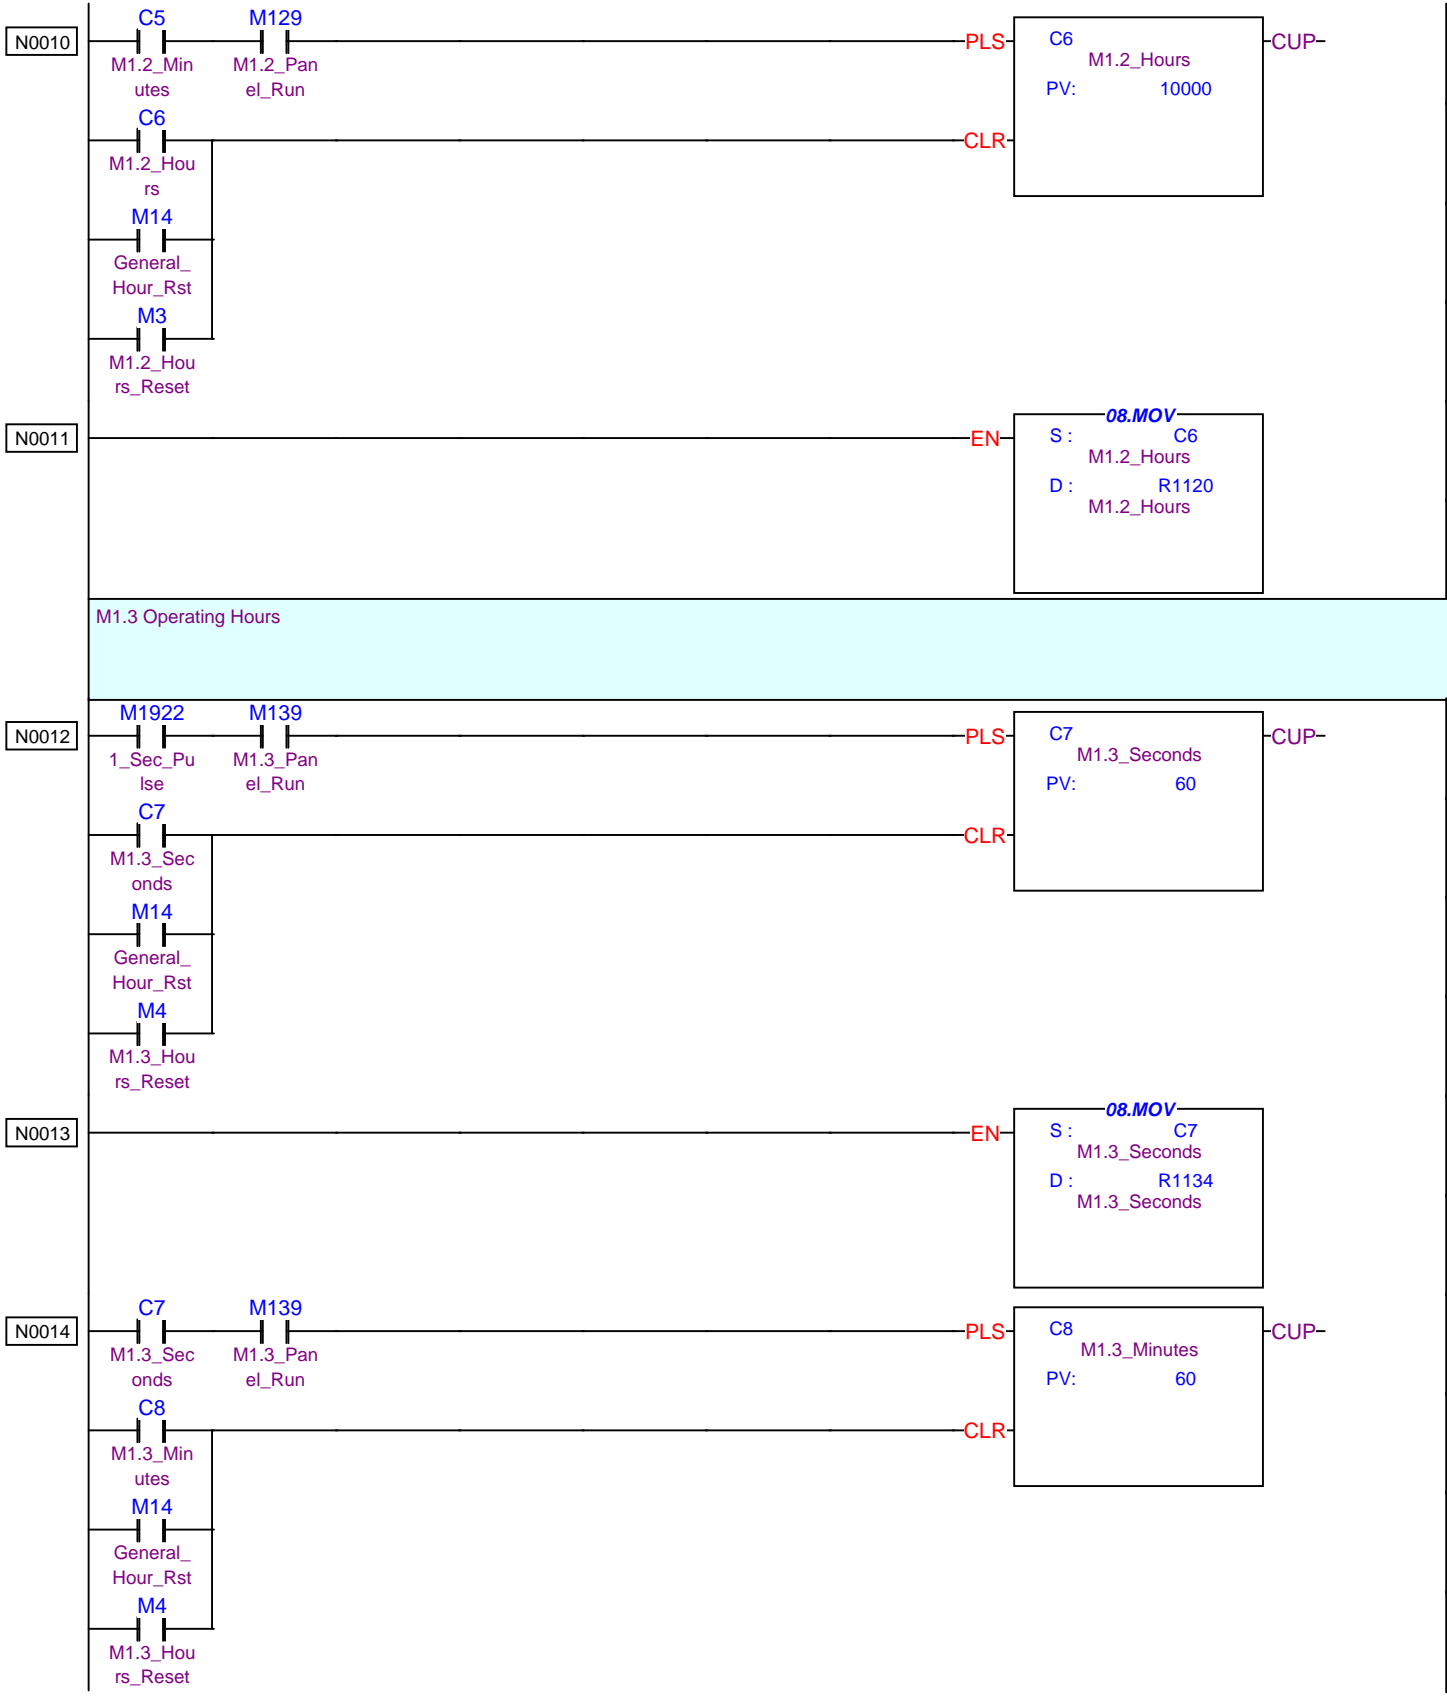 C5 M129
N0010 PLS C6 CUP
M1.2_Hours
M1.2_Min M1.2_Pan
utes el_Run PV: 10000
C6
CLR
M1.2_Hou
rs
M14
General_
Hour_Rst
M3
M1.2_Hou
rs_Reset
08.MOV
N0011 EN S : C6
M1.2_Hours
D : R1120
M1.2_Hours
M1.3 Operating Hours
M1922 M139
N0012 PLS C7 CUP
M1.3_Seconds
1_Sec_Pu M1.3_Pan
lse el_Run PV: 60
C7
CLR
M1.3_Sec
onds
M14
General_
Hour_Rst
M4
M1.3_Hou
rs_Reset
08.MOV
N0013 EN S : C7
M1.3_Seconds
D : R1134
M1.3_Seconds
C7 M139
N0014 PLS C8 CUP
M1.3_Minutes
M1.3_Sec M1.3_Pan
onds el_Run PV: 60
C8
CLR
M1.3_Min
utes
M14
General_
Hour_Rst
M4
M1.3_Hou
rs_Reset